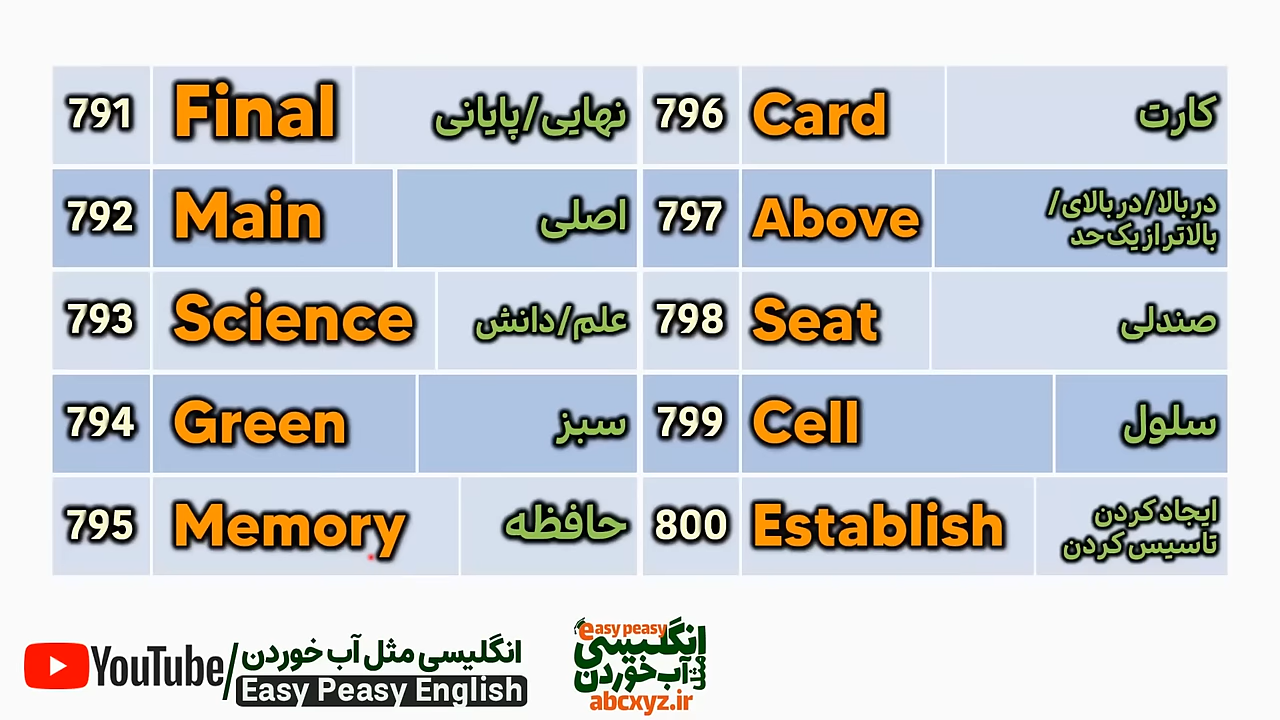 791 Final نهایی/پایانی
792 Main اصلی
793 Science علم/دانش
794 Green سبز
795 Memory حافظه
796 Card کارت
797 Above در بالا/در بالای/
بالاتر از یک حد
798 Seat صندلی
799 Cell سلول
800 Establish ایجاد کردن
تاسیس کردن
YouTube/انگلیسی مثل آب خوردن
Easy Peasy English
easy peasy
انگلیسی
مثل آب خوردن
abcxyz.ir